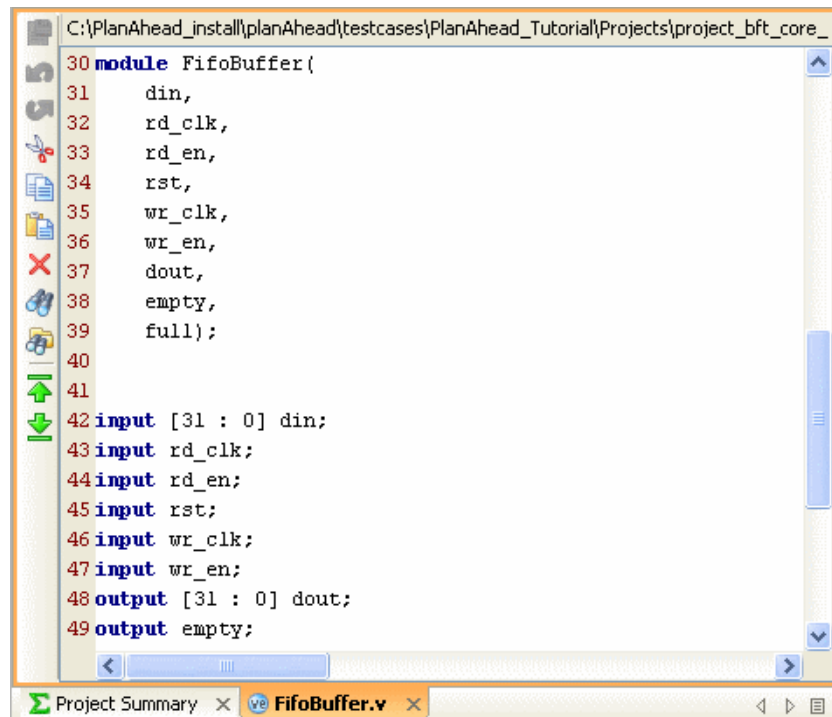 C:\PlanAhead_install\planAhead\testcases\PlanAhead_Tutorial\Projects\project_bft_core_
30 module FifoBuffer(
31 din,
32 rd_clk,
33 rd_en,
34 rst,
35 wr_clk,
36 wr_en,
37 dout,
38 empty,
39 full);
40
41
42 input [31 : 0] din;
43 input rd_clk;
44 input rd_en;
45 input rst;
46 input wr_clk;
47 input wr_en;
48 output [31 : 0] dout;
49 output empty;
Σ Project Summary × ve FifoBuffer.v ×